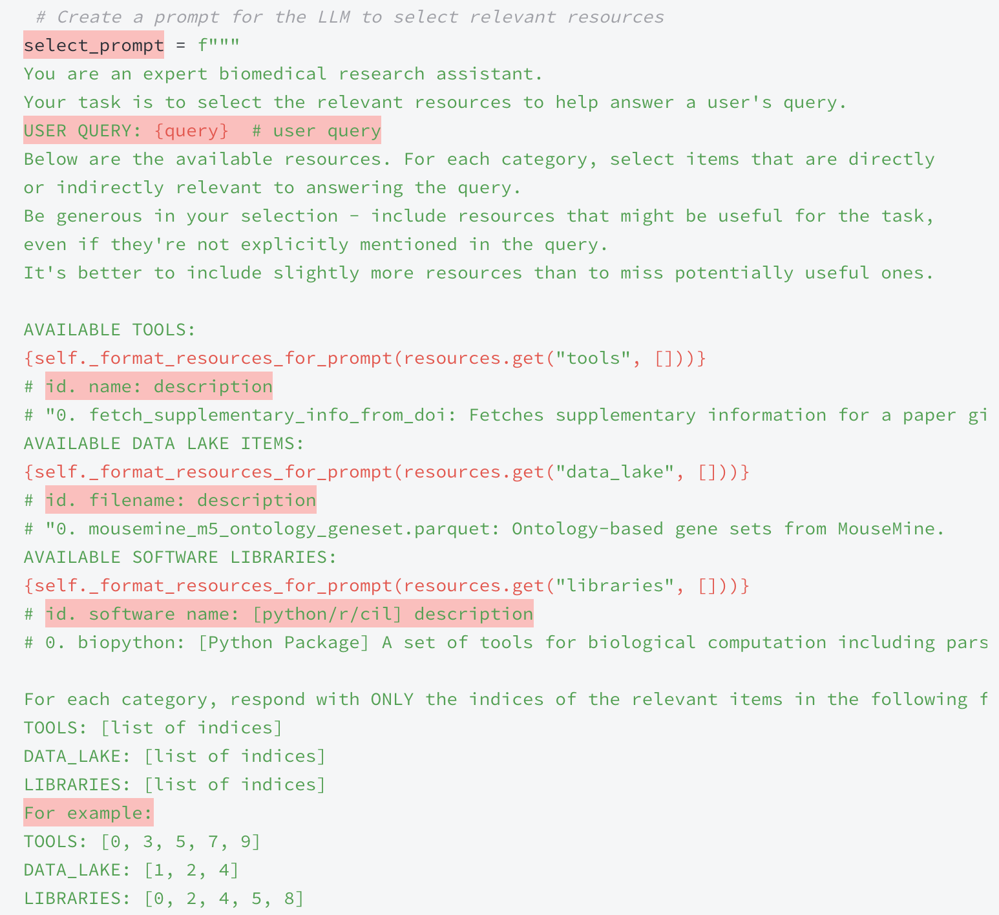 # Create a prompt for the LLM to select relevant resources
select_prompt = f"""
You are an expert biomedical research assistant.
Your task is to select the relevant resources to help answer a user's query.
USER QUERY: {query}  # user query
Below are the available resources. For each category, select items that are directly
or indirectly relevant to answering the query.
Be generous in your selection - include resources that might be useful for the task,
even if they're not explicitly mentioned in the query.
It's better to include slightly more resources than to miss potentially useful ones.
AVAILABLE TOOLS:
{self._format_resources_for_prompt(resources.get("tools", []))}
# id. name: description
# "0. fetch_supplementary_info_from_doi: Fetches supplementary information for a paper gi
AVAILABLE DATA LAKE ITEMS:
{self._format_resources_for_prompt(resources.get("data_lake", []))}
# id. filename: description
# "0. mousemine_m5_ontology_geneset.parquet: Ontology-based gene sets from MouseMine.
AVAILABLE SOFTWARE LIBRARIES:
{self._format_resources_for_prompt(resources.get("libraries", []))}
# id. software name: [python/r/cil] description
# 0. biopython: [Python Package] A set of tools for biological computation including pars
For each category, respond with ONLY the indices of the relevant items in the following f
TOOLS: [list of indices]
DATA_LAKE: [list of indices]
LIBRARIES: [list of indices]
For example:
TOOLS: [0, 3, 5, 7, 9]
DATA_LAKE: [1, 2, 4]
LIBRARIES: [0, 2, 4, 5, 8]